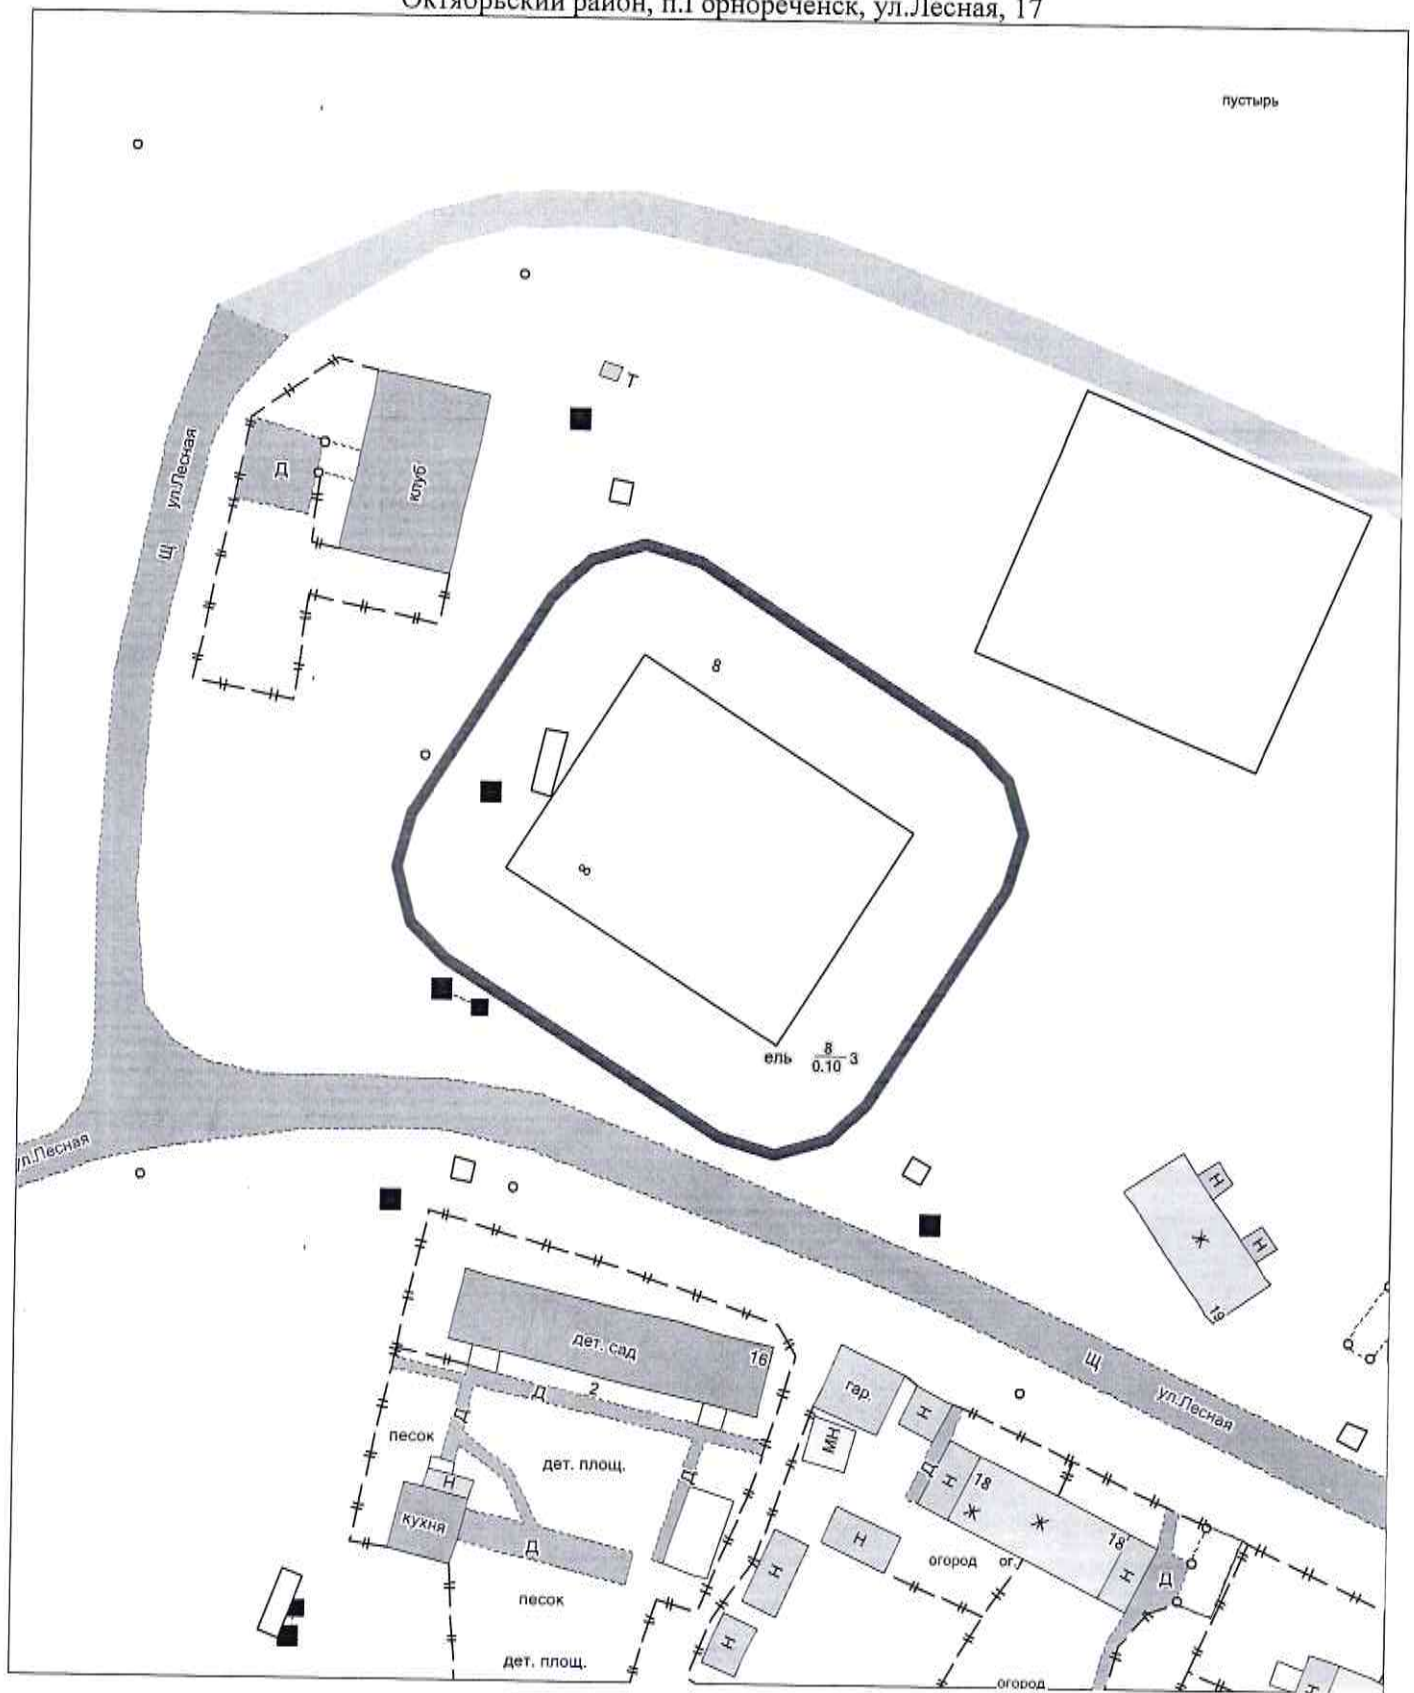 Октябрьский район, п.Горнореченск, ул.Лесная, 17
пустырь
Т
ул.Лесная
Щ
Д
клуб
8
8
ель 8/0.10 3
ул.Лесная
Н
Н
Ж
19
дет. сад
16
2
Д
Д
песок
дет. площ.
Д
Н
кухня
Д
песок
дет. площ.
гар.
МН
Н
Д
Н
18
Ж
Ж
18'
Н
Щ
ул.Лесная
Н
огород
ог.
Д
Н
Н
огород
Н